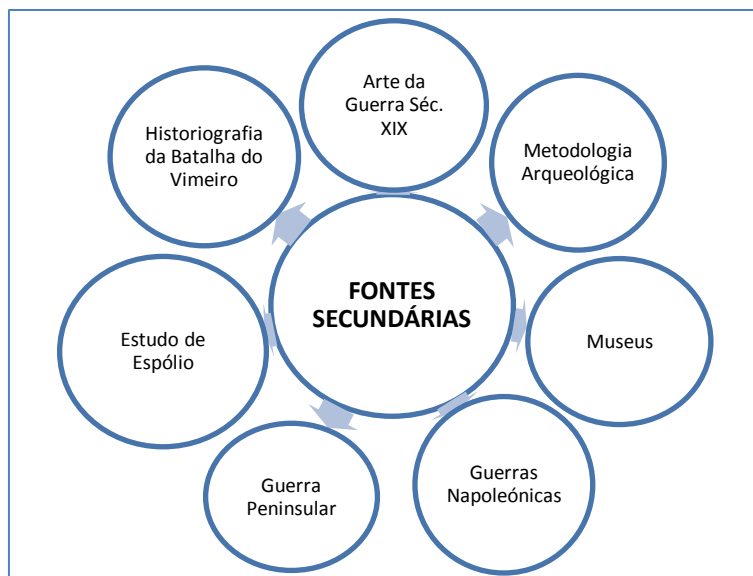 Arte da
Guerra Séc.
XIX
Metodologia
Arqueológica
Museus
Guerras
Napoleónicas
Guerra
Peninsular
Estudo de
Espólio
Historiografia
da Batalha do
Vimeiro
FONTES
SECUNDÁRIAS